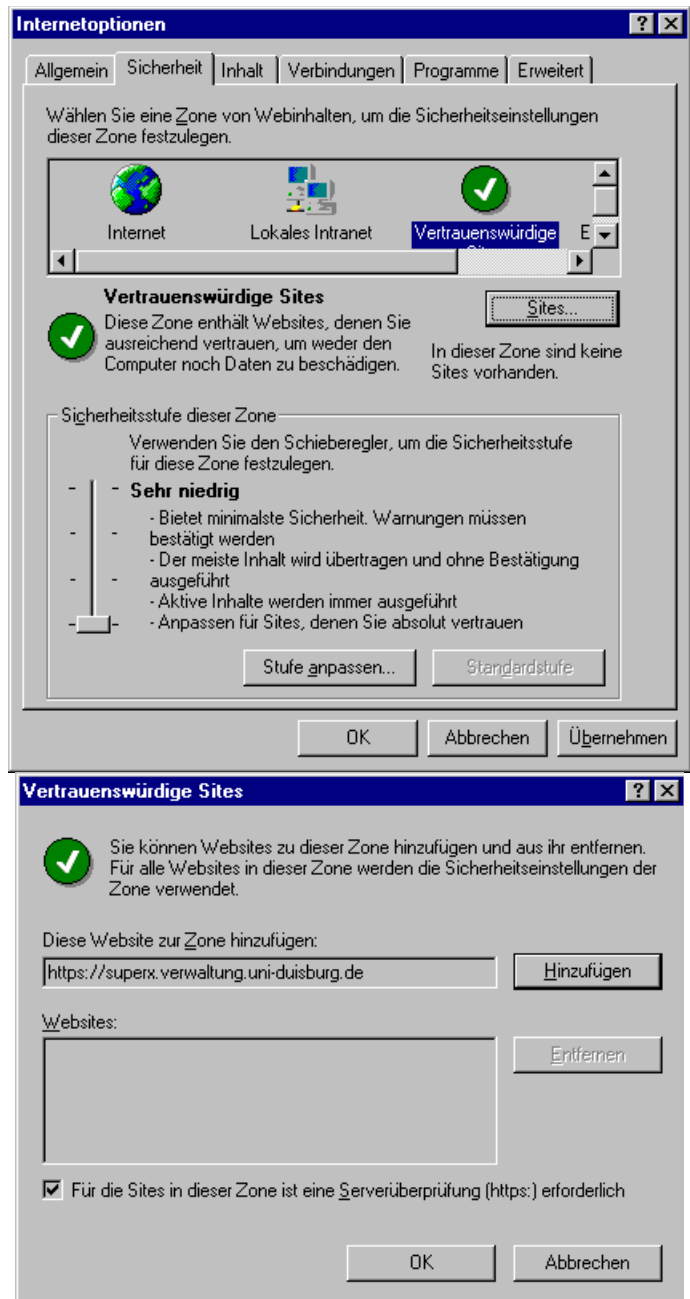 Internetoptionen
Allgemein Sicherheit Inhalt Verbindungen Programme Erweitert
Wählen Sie eine Zone von Webinhalten, um die Sicherheitseinstellungen
dieser Zone festzulegen.
Internet Lokales Intranet Vertrauenswürdige E
Vertrauenswürdige Sites
Sites...
Diese Zone enthält Websites, denen Sie
ausreichend vertrauen, um weder den
Computer noch Daten zu beschädigen.
In dieser Zone sind keine
Sites vorhanden.
Sicherheitsstufe dieser Zone
Verwenden Sie den Schieberegler, um die Sicherheitsstufe
für diese Zone festzulegen.
Sehr niedrig
- Bietet minimalste Sicherheit. Warnungen müssen
bestätigt werden
- Der meiste Inhalt wird übertragen und ohne Bestätigung
ausgeführt
- Aktive Inhalte werden immer ausgeführt
- Anpassen für Sites, denen Sie absolut vertrauen
Stufe anpassen... Standardstufe
OK Abbrechen Übernehmen
Vertrauenswürdige Sites
Sie können Websites zu dieser Zone hinzufügen und aus ihr entfernen.
Für alle Websites in dieser Zone werden die Sicherheitseinstellungen der
Zone verwendet.
Diese Website zur Zone hinzufügen:
https://superx.verwaltung.uni-duisburg.de Hinzufügen
Websites:
Entfernen
Für die Sites in dieser Zone ist eine Serverüberprüfung (https:) erforderlich
OK Abbrechen